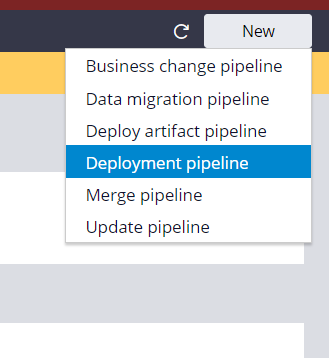 New
Business change pipeline
Data migration pipeline
Deploy artifact pipeline
Deployment pipeline
Merge pipeline
Update pipeline